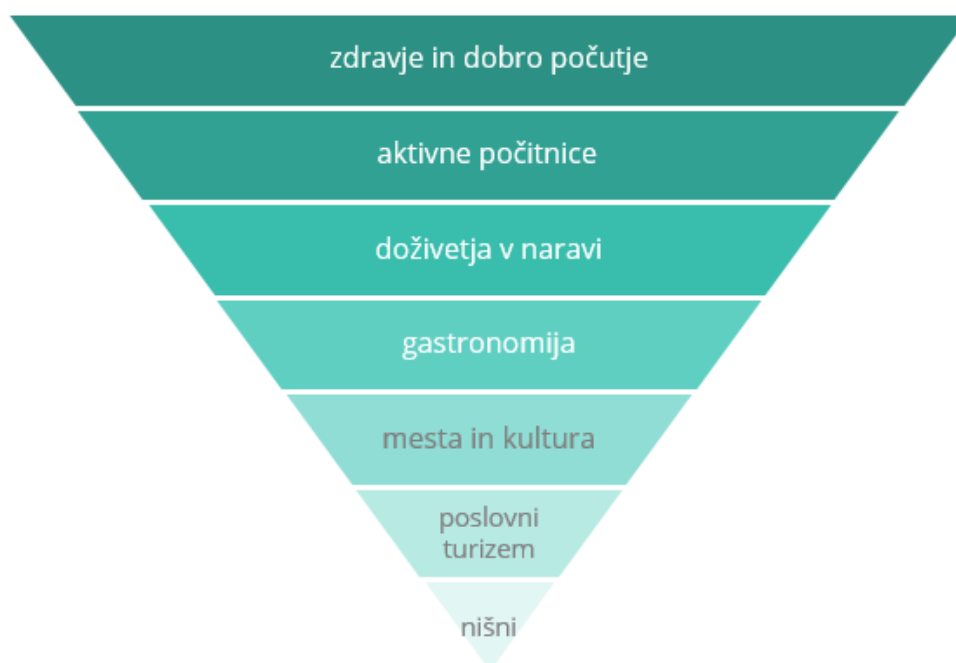 zdravje in dobro počutje
aktivne počitnice
doživetja v naravi
gastronomija
mesta in kultura
poslovni
turizem
nišni